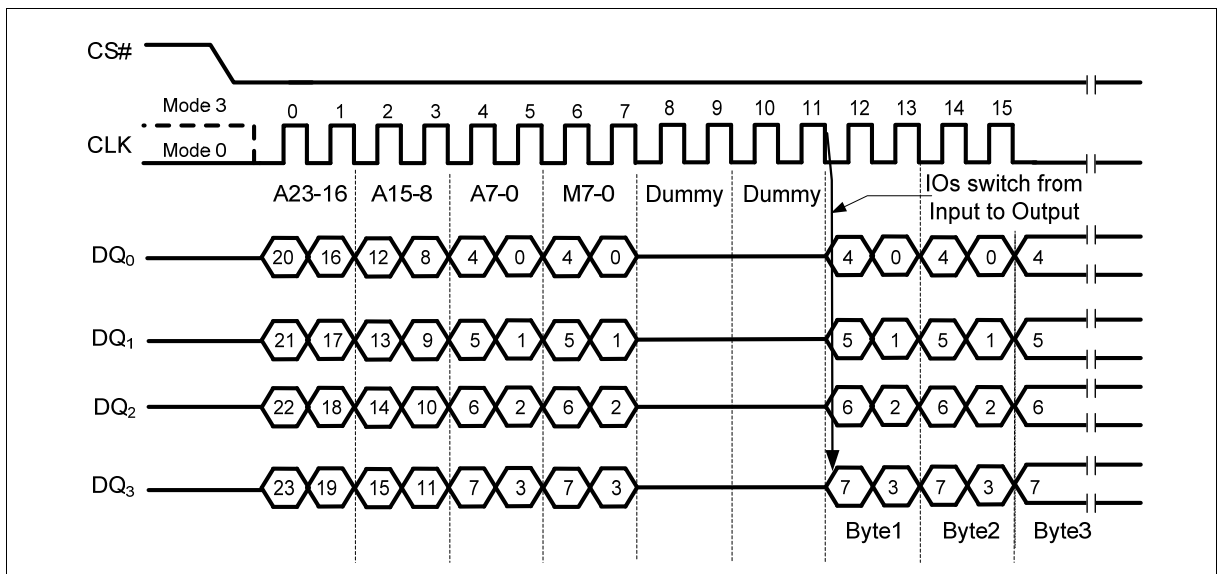 CS#
Mode 3
0 1 2 3 4 5 6 7 8 9 10 11 12 13 14 15
CLK
Mode 0
A23-16 A15-8 A7-0 M7-0 Dummy Dummy
IOs switch from
Input to Output
DQ0 20 16 12 8 4 0 4 0 4 0 4 0 4
DQ1 21 17 13 9 5 1 5 1 5 1 5 1 5
DQ2 22 18 14 10 6 2 6 2 6 2 6 2 6
DQ3 23 19 15 11 7 3 7 3 7 3 7 3 7
Byte1 Byte2 Byte3